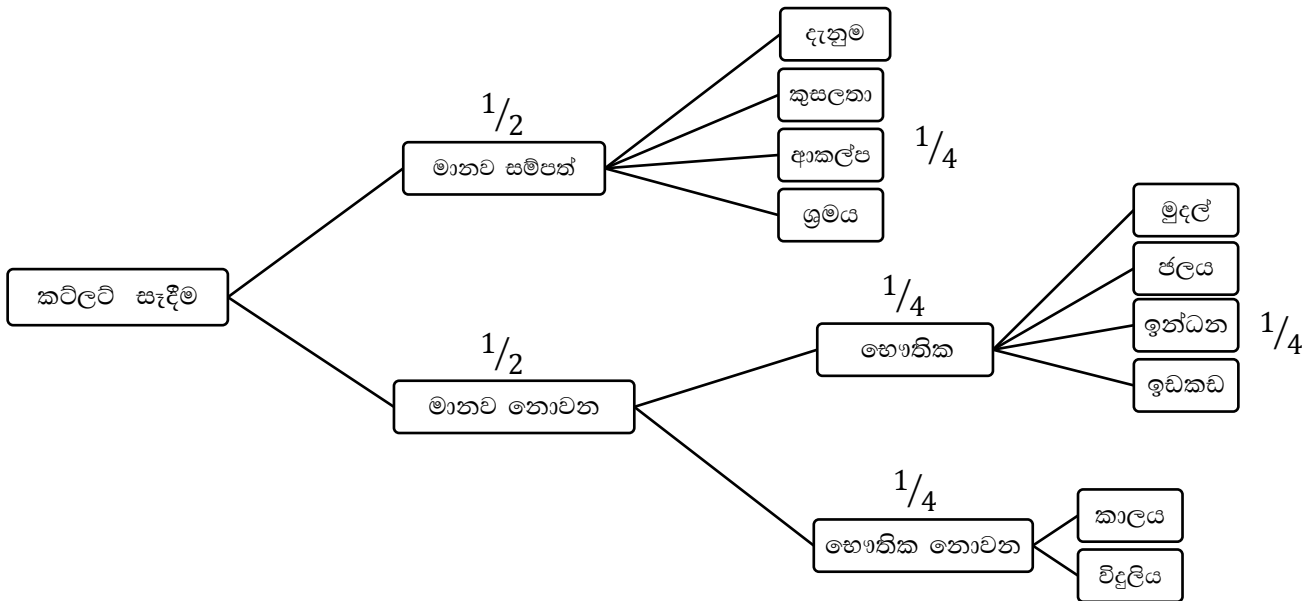 දැනුම
කුසලතා
1/2
ආකල්ප
1/4
මානව සම්පත්
ශ්‍රමය
මුදල්
ජලය
කට්ලට් සෑදීම
1/4
ඉන්ධන
1/4
1/2
භෞතික
ඉඩකඩ
මානව නොවන
1/4
කාලය
භෞතික නොවන
විදුලිය